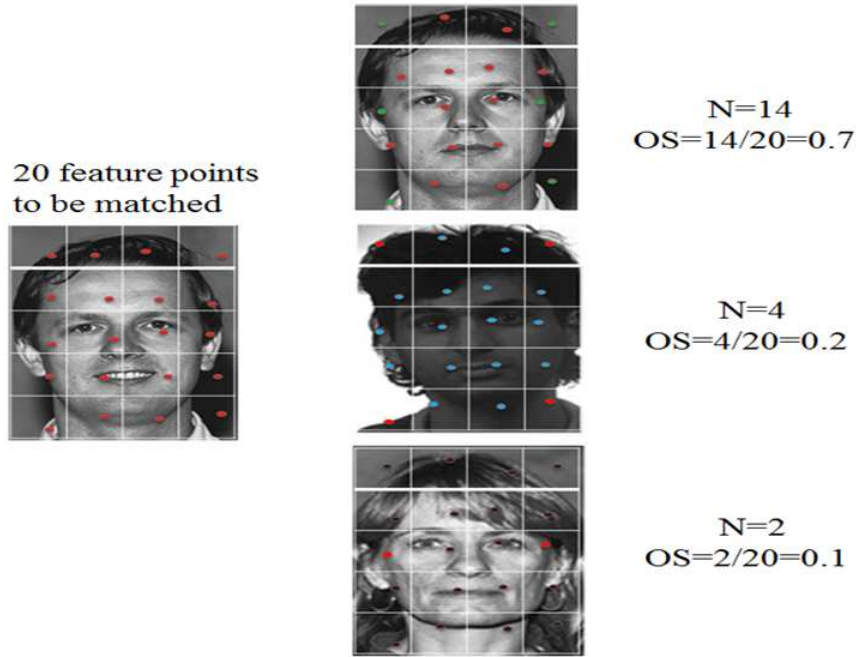 20 feature points
to be matched
N=14
OS=14/20=0.7
N=4
OS=4/20=0.2
N=2
OS=2/20=0.1